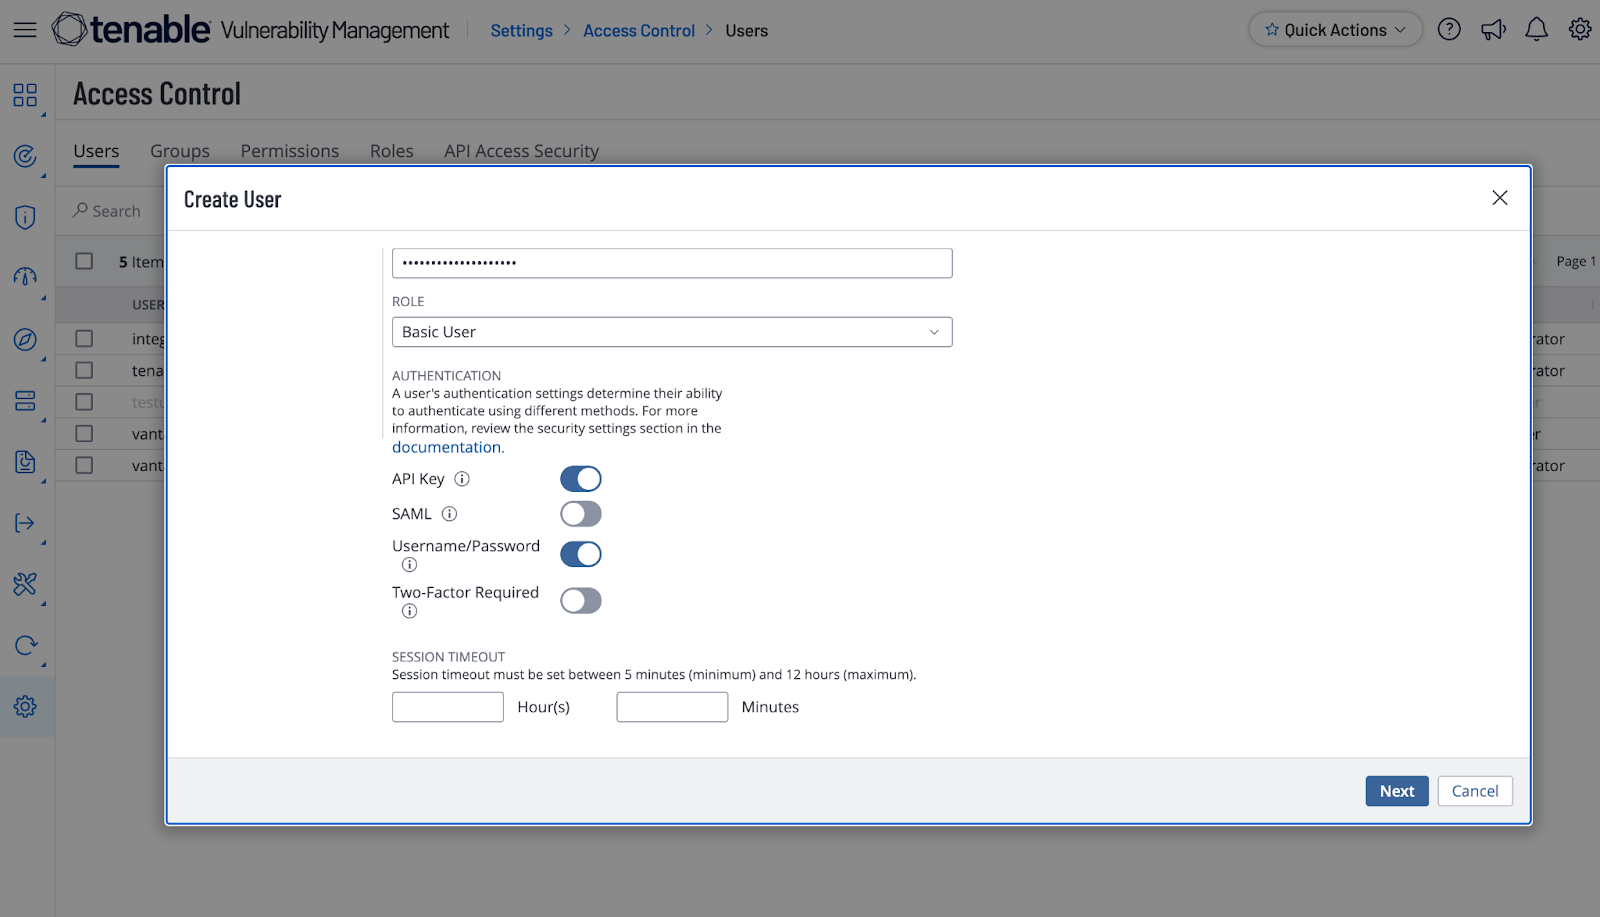 tenable Vulnerability Management
Settings > Access Control > Users
Quick Actions
Access Control
Users Groups Permissions Roles API Access Security
Search
5 Item
Page 1
USER
integ
rator
tena
rator
testu
r
vant
er
vant
rator
Create User
••••••••••••••••••••
ROLE
Basic User
AUTHENTICATION
A user's authentication settings determine their ability
to authenticate using different methods. For more
information, review the security settings section in the
documentation.
API Key
SAML
Username/Password
Two-Factor Required
SESSION TIMEOUT
Session timeout must be set between 5 minutes (minimum) and 12 hours (maximum).
Hour(s) Minutes
Next Cancel